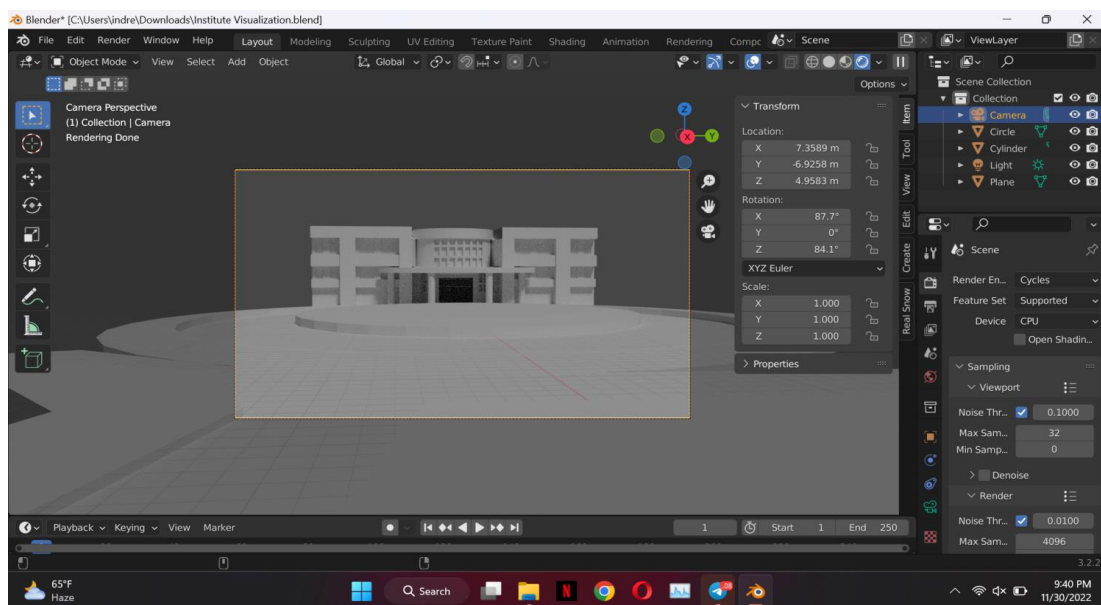 Blender* [C:\Users\indre\Downloads\Institute Visualization.blend]
File Edit Render Window Help Layout Modeling Sculpting UV Editing Texture Paint Shading Animation Rendering Compc Scene ViewLayer
Object Mode View Select Add Object Global
Options
Camera Perspective
(1) Collection | Camera
Rendering Done
Z
X
Y
Transform
Location:
X 7.3589 m
Y -6.9258 m
Z 4.9583 m
Rotation:
X 87.7°
Y 0°
Z 84.1°
XYZ Euler
Scale:
X 1.000
Y 1.000
Z 1.000
Properties
Item
Tool
View
Edit
Create
Real Snow
Scene Collection
Collection
Camera
Circle
Cylinder
Light
Plane
Scene
Render En... Cycles
Feature Set Supported
Device CPU
Open Shadin...
Sampling
Viewport
Noise Thr... 0.1000
Max Sam... 32
Min Samp... 0
Denoise
Render
Noise Thr... 0.0100
Max Sam... 4096
Playback Keying View Marker 1 Start 1 End 250
3.2.2
65°F
Haze
Search
9:40 PM
11/30/2022